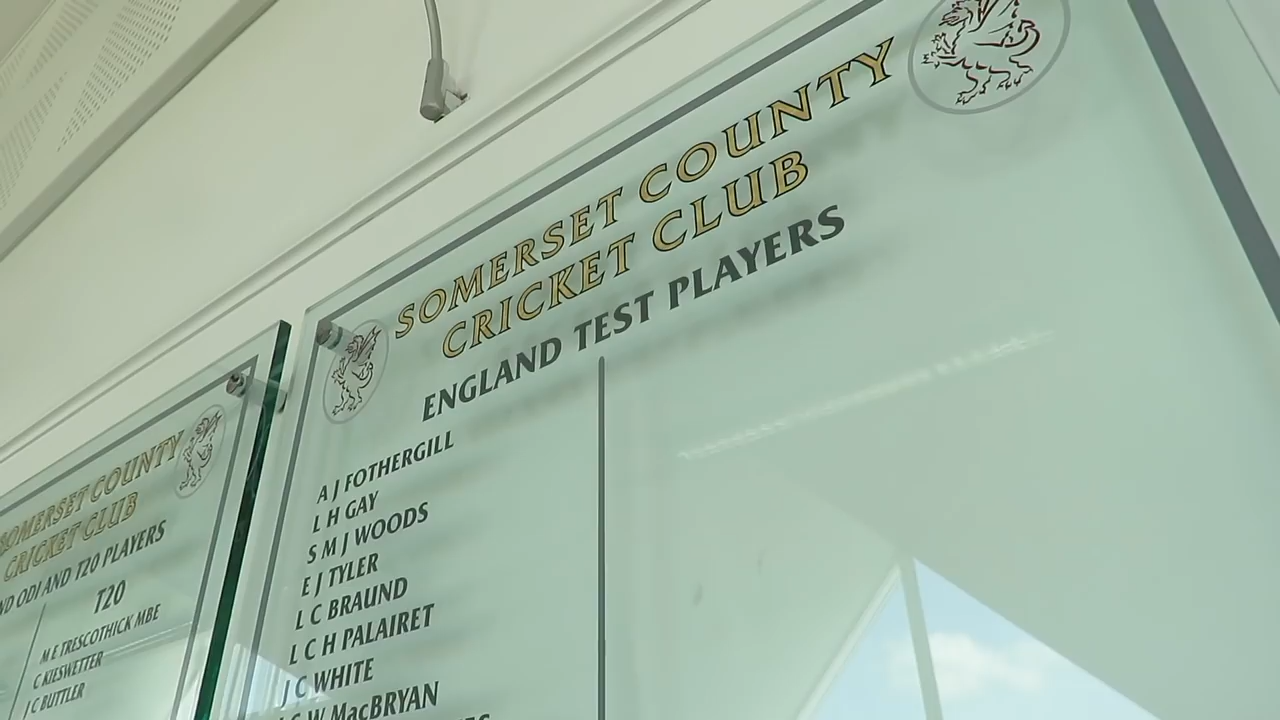 SOMERSET COUNTY
CRICKET CLUB
ENGLAND TEST PLAYERS
A J FOTHERGILL
L H GAY
S M J WOODS
E J TYLER
L C BRAUND
L C H PALAIRET
J C WHITE
W MacBRYAN
SOMERSET COUNTY
CRICKET CLUB
ODI AND T20 PLAYERS
T20
M E TRESCOTHICK MBE
C KIESWETTER
J C BUTTLER